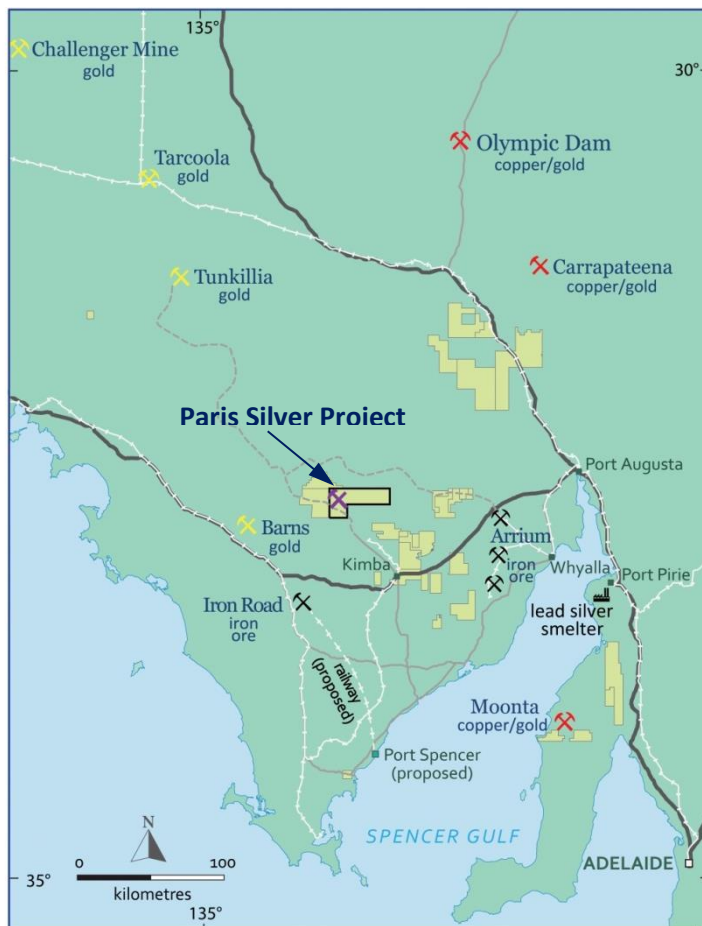 135°
30°
Challenger Mine
gold
Olympic Dam
copper/gold
Tarcoola
gold
Carrapateena
copper/gold
Tunkillia
gold
Paris Silver Project
Port Augusta
Barns
gold
Arrium
iron
ore
Kimba
Whyalla
Port Pirie
lead silver
smelter
Iron Road
iron
ore
railway
(proposed)
Moonta
copper/gold
Port Spencer
(proposed)
N
SPENCER GULF
0 100
kilometres
ADELAIDE
35°
135°